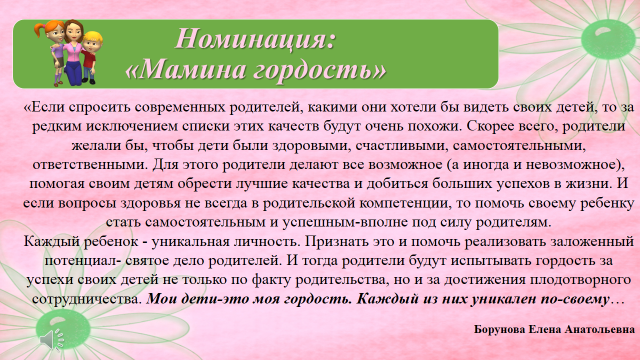 Номинация:
«Мамина гордость»
«Если спросить современных родителей, какими они хотели бы видеть своих детей, то за
редким исключением списки этих качеств будут очень похожи. Скорее всего, родители
желали бы, чтобы дети были здоровыми, счастливыми, самостоятельными,
ответственными. Для этого родители делают все возможное (а иногда и невозможное),
помогая своим детям обрести лучшие качества и добиться больших успехов в жизни. И
если вопросы здоровья не всегда в родительской компетенции, то помочь своему ребенку
стать самостоятельным и успешным-вполне под силу родителям.
Каждый ребенок - уникальная личность. Признать это и помочь реализовать заложенный
потенциал- святое дело родителей. И тогда родители будут испытывать гордость за
успехи своих детей не только по факту родительства, но и за достижения плодотворного
сотрудничества. Мои дети-это моя гордость. Каждый из них уникален по-своему…
Борунова Елена Анатольевна